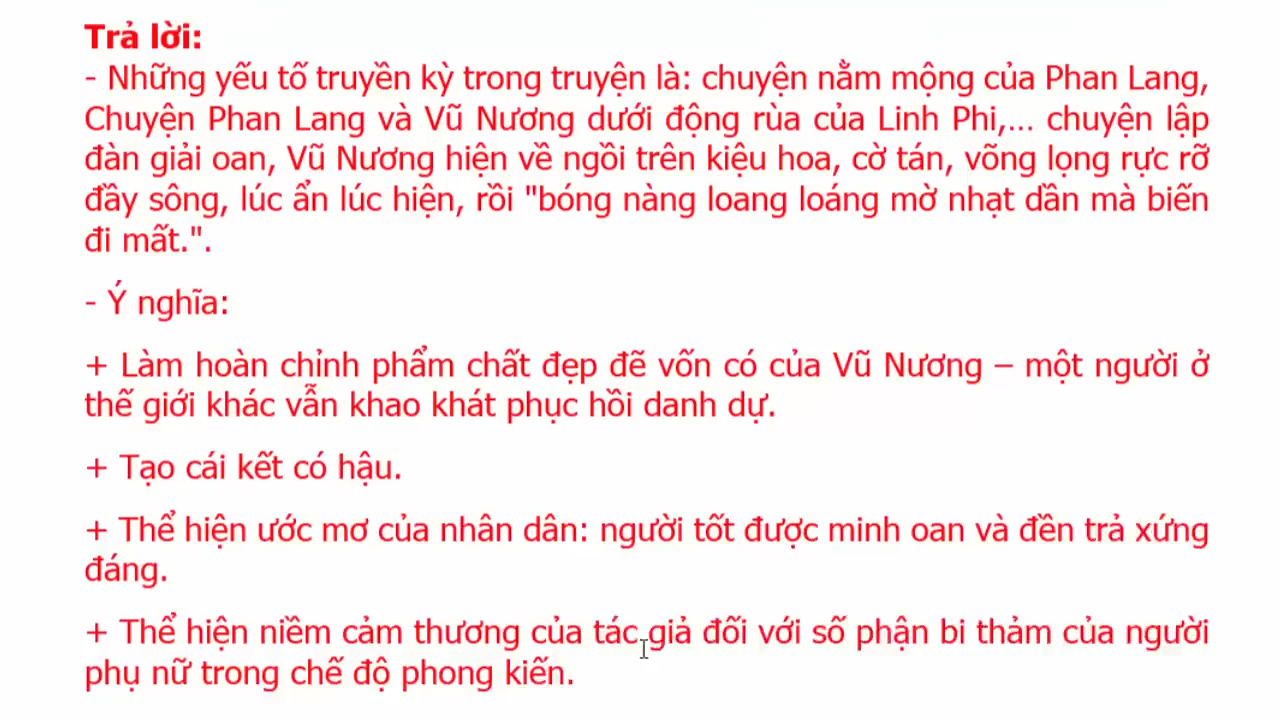 Trả lời:
- Những yếu tố truyền kỳ trong truyện là: chuyện nằm mộng của Phan Lang,
Chuyện Phan Lang và Vũ Nương dưới động rùa của Linh Phi,... chuyện lập
đàn giải oan, Vũ Nương hiện về ngồi trên kiệu hoa, cờ tán, võng lọng rực rỡ
đầy sông, lúc ẩn lúc hiện, rồi "bóng nàng loang loáng mờ nhạt dần mà biến
đi mất.".
- Ý nghĩa:
+ Làm hoàn chỉnh phẩm chất đẹp đẽ vốn có của Vũ Nương – một người ở
thế giới khác vẫn khao khát phục hồi danh dự.
+ Tạo cái kết có hậu.
+ Thể hiện ước mơ của nhân dân: người tốt được minh oan và đền trả xứng
đáng.
+ Thể hiện niềm cảm thương của tác giả đối với số phận bi thảm của người
phụ nữ trong chế độ phong kiến.